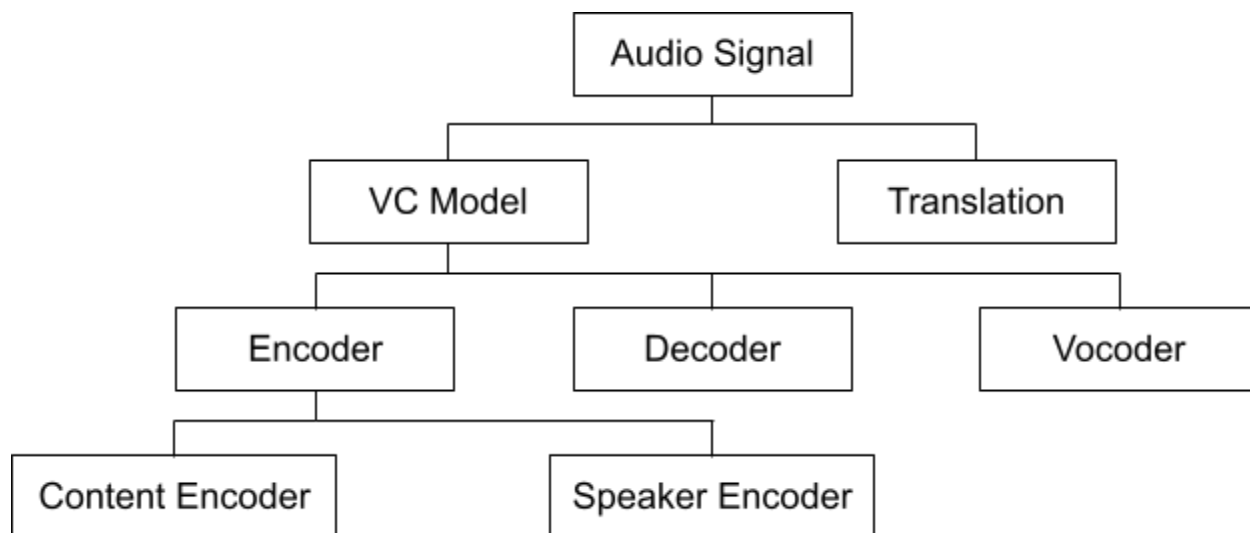 Audio Signal
VC Model
Translation
Encoder
Decoder
Vocoder
Content Encoder
Speaker Encoder